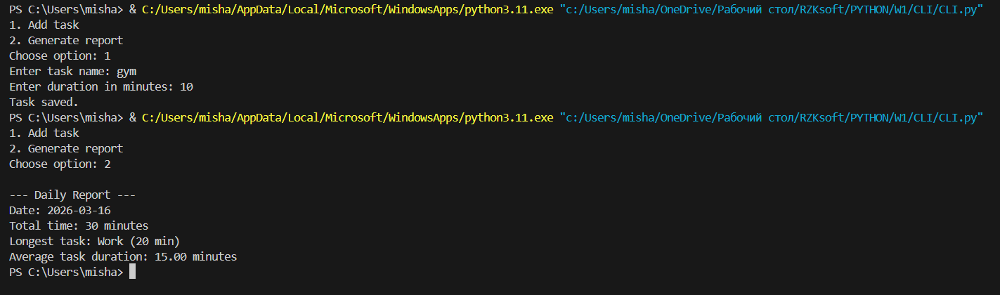 PS C:\Users\misha> & C:/Users/misha/AppData/Local/Microsoft/WindowsApps/python3.11.exe "c:/Users/misha/OneDrive/Рабочий стол/RZKsoft/PYTHON/W1/CLI/CLI.py"
1. Add task
2. Generate report
Choose option: 1
Enter task name: gym
Enter duration in minutes: 10
Task saved.
PS C:\Users\misha> & C:/Users/misha/AppData/Local/Microsoft/WindowsApps/python3.11.exe "c:/Users/misha/OneDrive/Рабочий стол/RZKsoft/PYTHON/W1/CLI/CLI.py"
1. Add task
2. Generate report
Choose option: 2
--- Daily Report ---
Date: 2026-03-16
Total time: 30 minutes
Longest task: Work (20 min)
Average task duration: 15.00 minutes
PS C:\Users\misha>